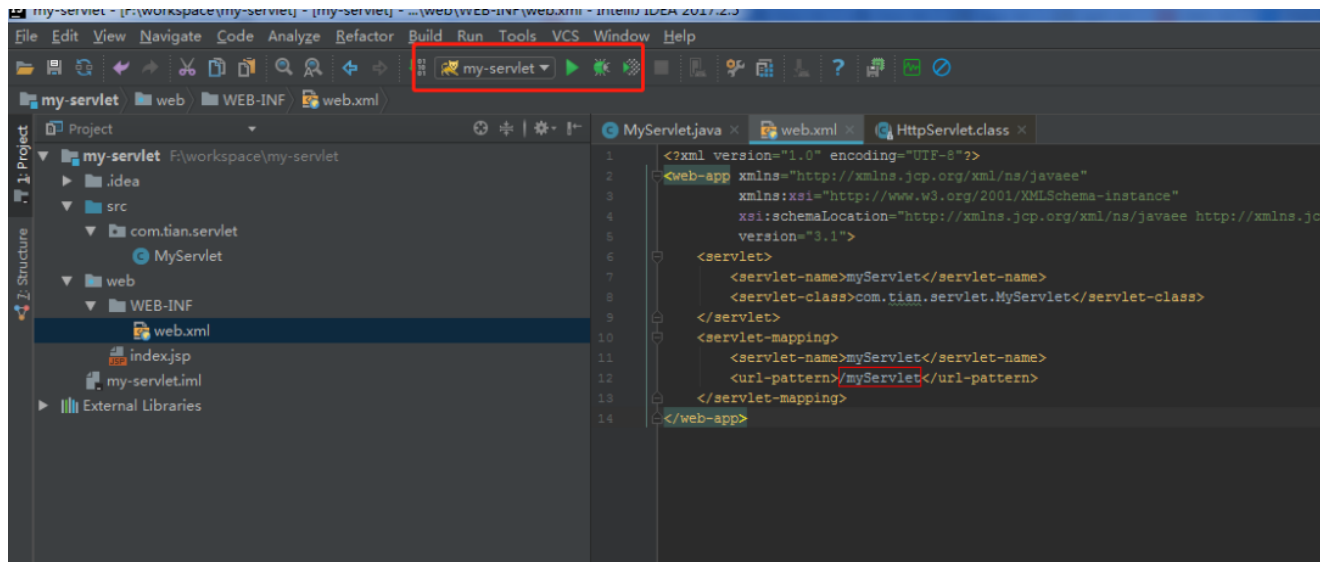 my-servlet - [F:\workspace\my-servlet] - [my-servlet] - ...\web\WEB-INF\web.xml - IntelliJ IDEA 2017.2.5
File Edit View Navigate Code Analyze Refactor Build Run Tools VCS Window Help
my-servlet
my-servlet web WEB-INF web.xml
Project
MyServlet.java web.xml HttpServlet.class
1: Project
7: Structure
my-servlet F:\workspace\my-servlet
.idea
src
com.tian.servlet
MyServlet
web
WEB-INF
web.xml
index.jsp
my-servlet.iml
External Libraries
1 <?xml version="1.0" encoding="UTF-8"?>
2 <web-app xmlns="http://xmlns.jcp.org/xml/ns/javaee"
3 xmlns:xsi="http://www.w3.org/2001/XMLSchema-instance"
4 xsi:schemaLocation="http://xmlns.jcp.org/xml/ns/javaee http://xmlns.jc
5 version="3.1">
6 <servlet>
7 <servlet-name>myServlet</servlet-name>
8 <servlet-class>com.tian.servlet.MyServlet</servlet-class>
9 </servlet>
10 <servlet-mapping>
11 <servlet-name>myServlet</servlet-name>
12 <url-pattern>/myServlet</url-pattern>
13 </servlet-mapping>
14 </web-app>